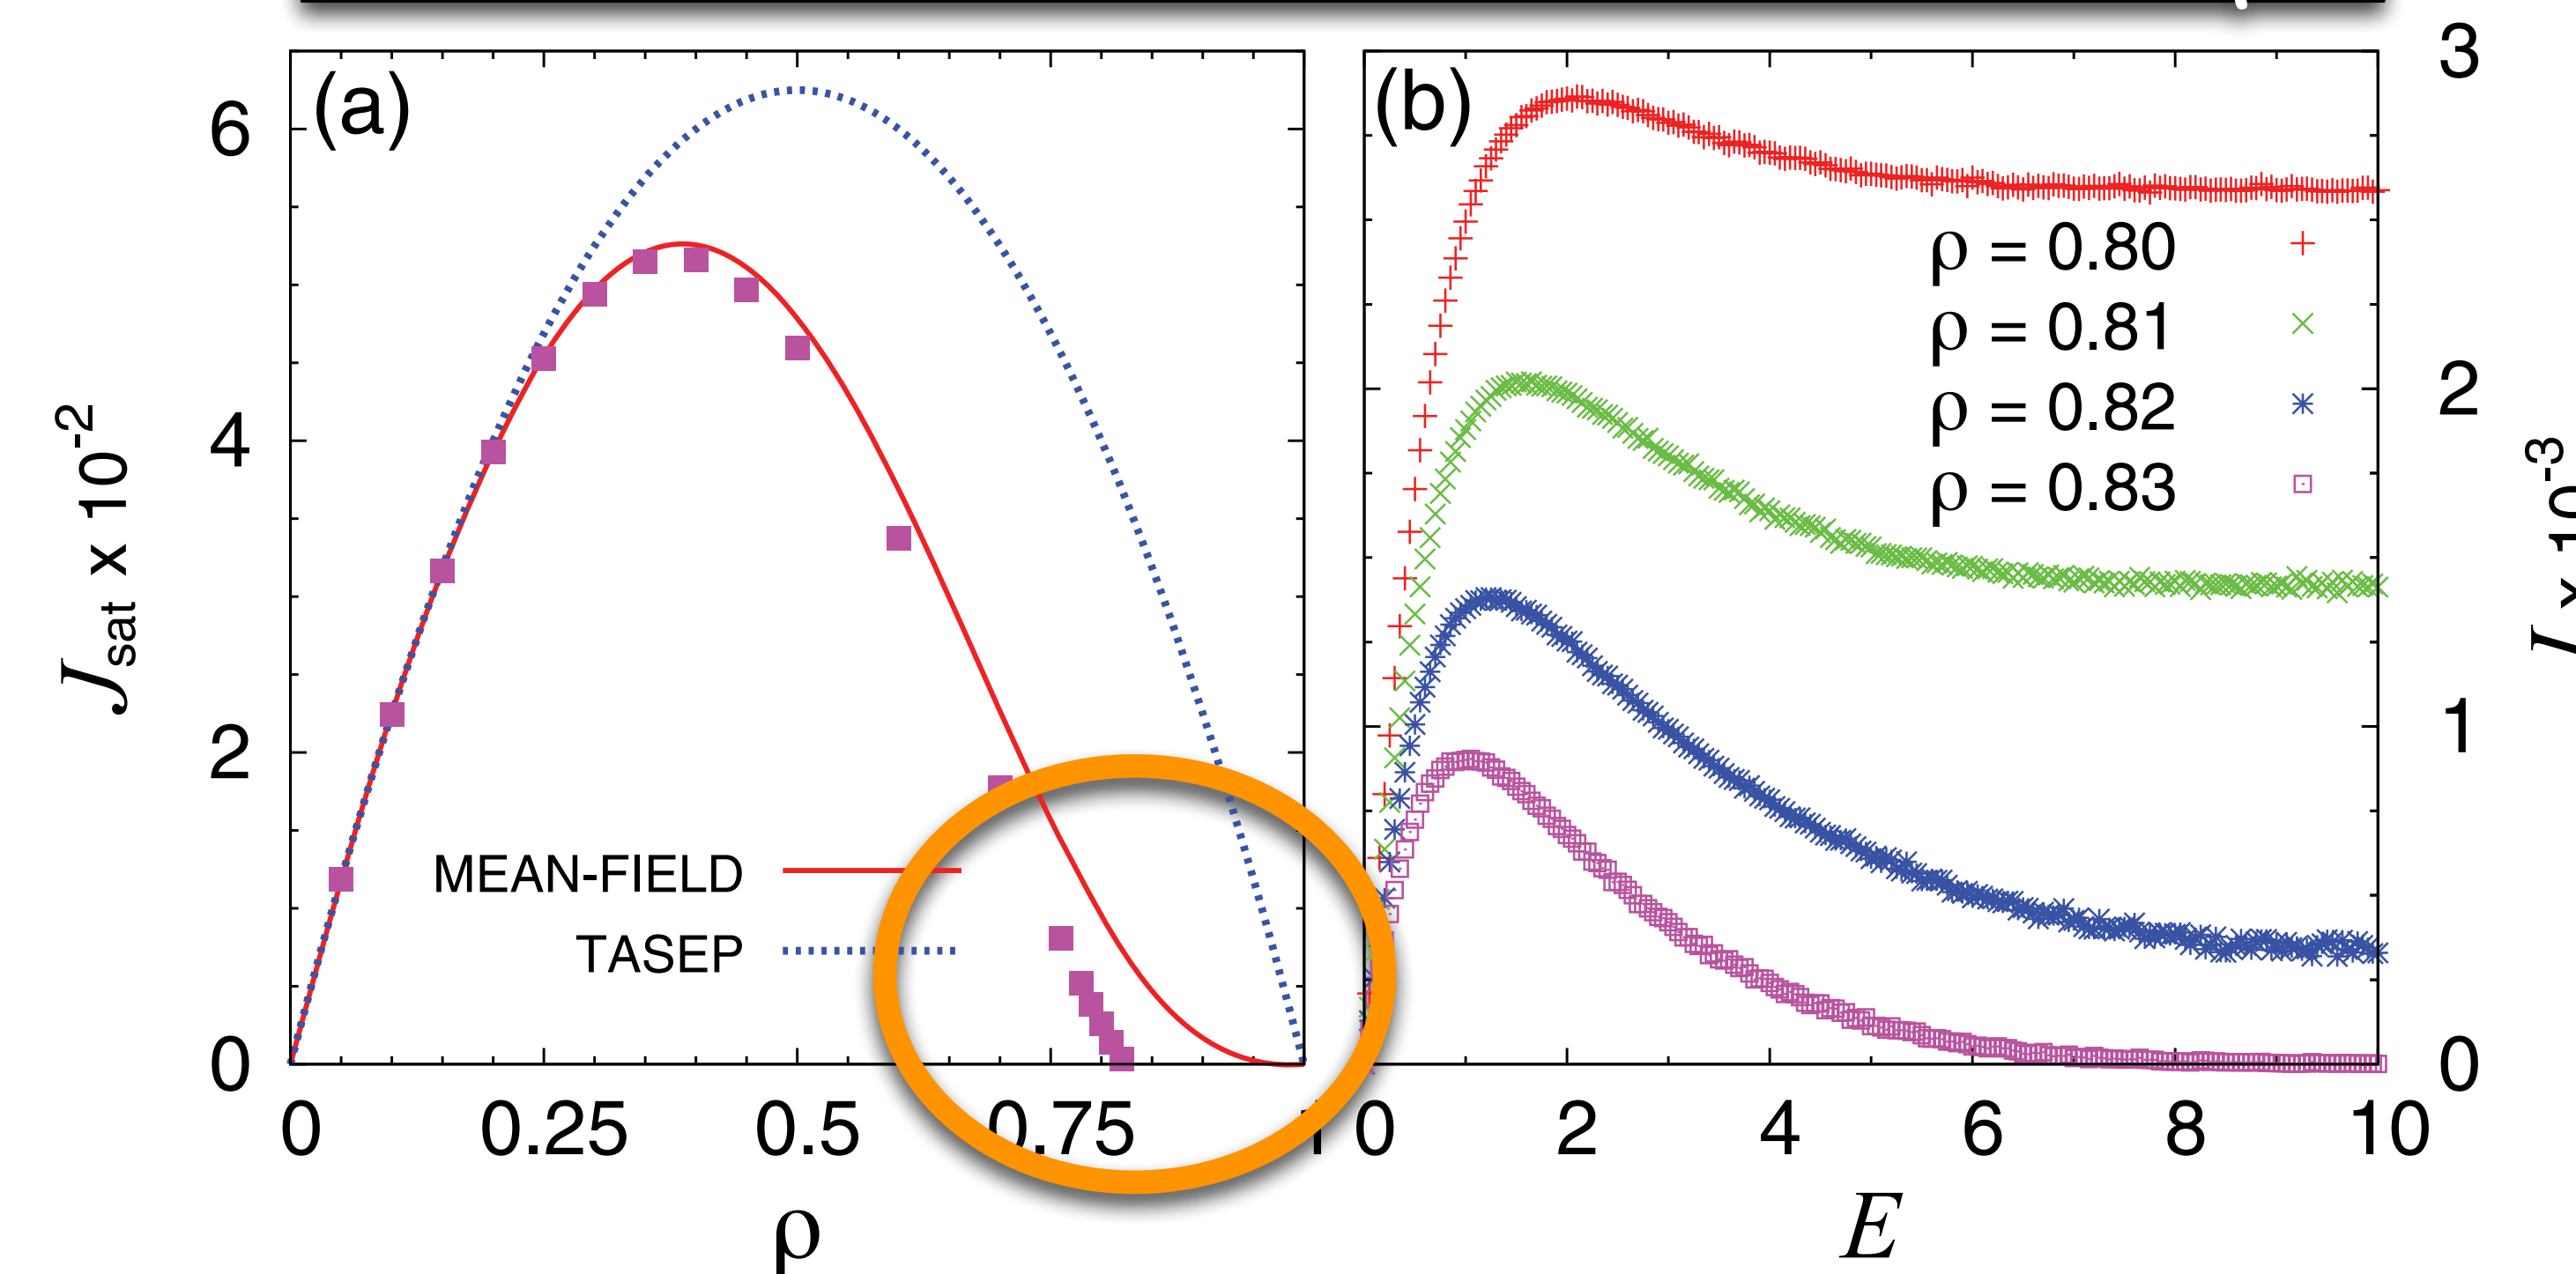 (a)
6
4
2
0
J_sat x 10^-2
MEAN-FIELD
TASEP
0 0.25 0.5 0.75 1
ρ
(b)
3
2
1
0
ρ = 0.80
ρ = 0.81
ρ = 0.82
ρ = 0.83
0 2 4 6 8 10
E